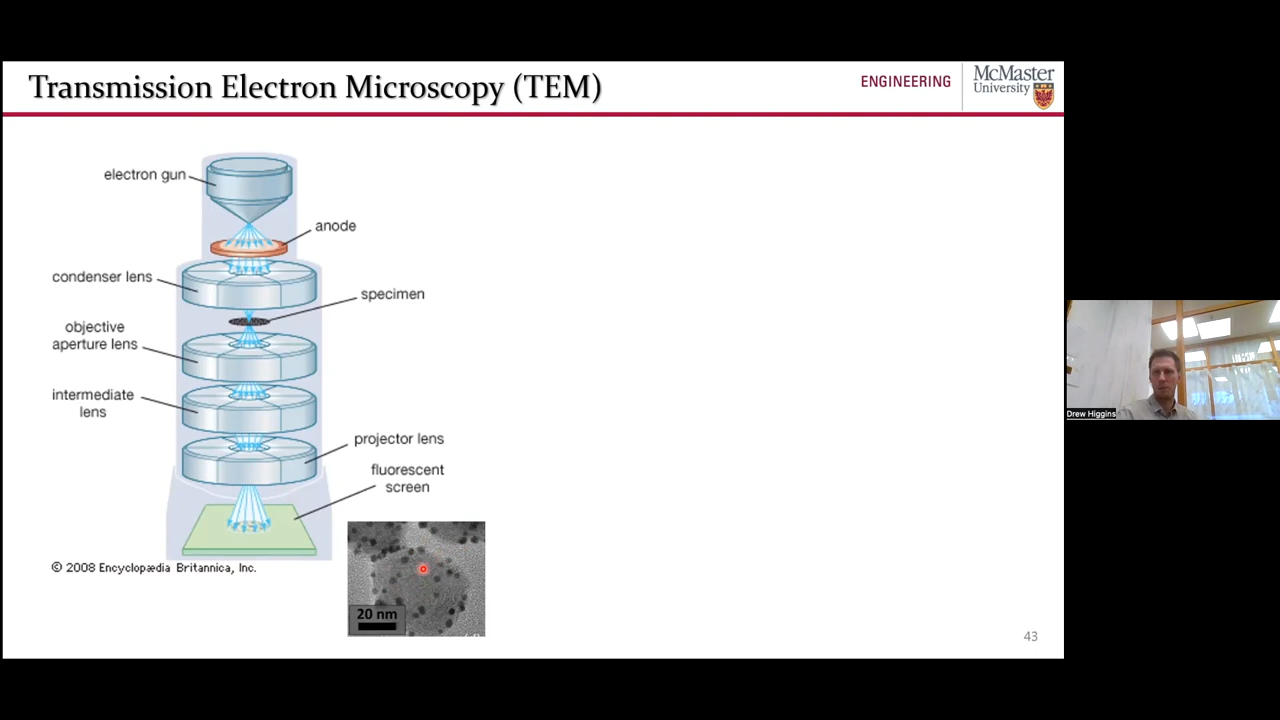 Transmission Electron Microscopy (TEM)
ENGINEERING
McMaster
University
electron gun
anode
condenser lens
specimen
objective
aperture lens
intermediate
lens
projector lens
fluorescent
screen
© 2008 Encyclopædia Britannica, Inc.
20 nm
43
Drew Higgins